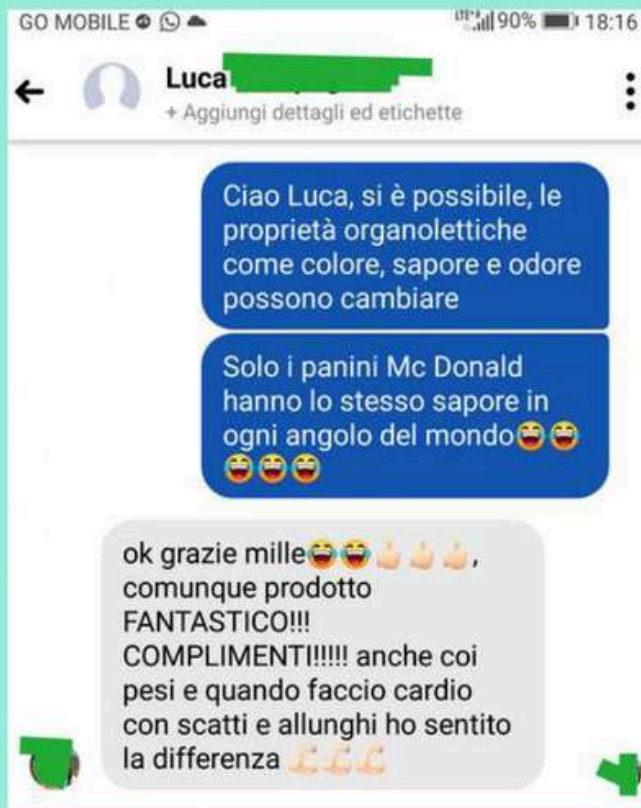 GO MOBILE 90% 18:16
Luca
+ Aggiungi dettagli ed etichette
Ciao Luca, si è possibile, le
proprietà organolettiche
come colore, sapore e odore
possono cambiare
Solo i panini Mc Donald
hanno lo stesso sapore in
ogni angolo del mondo😂😂
😂😂😂
ok grazie mille😂😂👍🏻👍🏻👍🏻,
comunque prodotto
FANTASTICO!!!
COMPLIMENTI!!!!! anche coi
pesi e quando faccio cardio
con scatti e allunghi ho sentito
la differenza 💪🏻💪🏻💪🏻